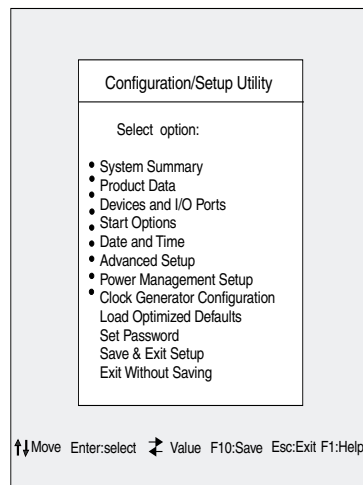 Configuration/Setup Utility
Select option:
• System Summary
• Product Data
• Devices and I/O Ports
• Start Options
• Date and Time
• Advanced Setup
• Power Management Setup
• Clock Generator Configuration
Load Optimized Defaults
Set Password
Save & Exit Setup
Exit Without Saving
Move Enter:select Value F10:Save Esc:Exit F1:Help